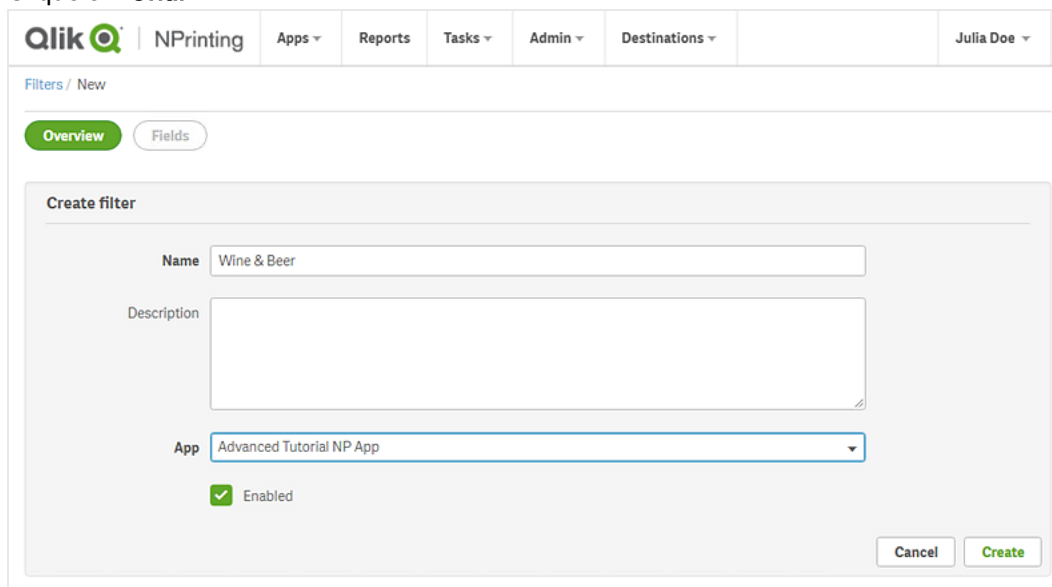 Qlik NPrinting Apps Reports Tasks Admin Destinations Julia Doe
Filters / New
Overview Fields
Create filter
Name Wine & Beer
Description
App Advanced Tutorial NP App
Enabled
Cancel Create